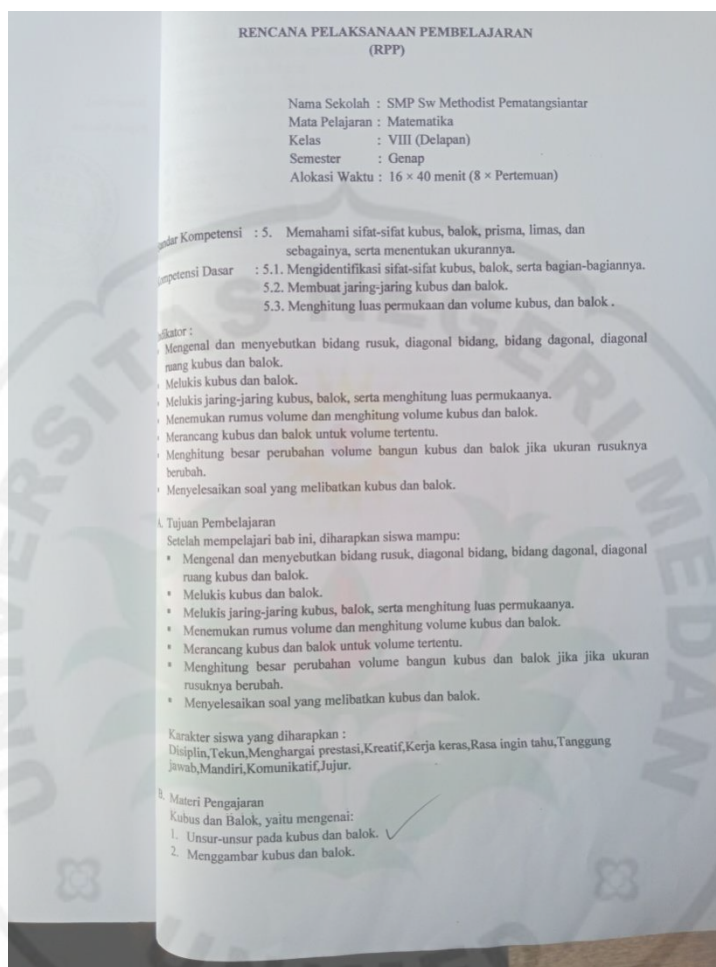 RENCANA PELAKSANAAN PEMBELAJARAN
(RPP)
Nama Sekolah : SMP Sw Methodist Pematangsiantar
Mata Pelajaran : Matematika
Kelas : VIII (Delapan)
Semester : Genap
Alokasi Waktu : 16 × 40 menit (8 × Pertemuan)
Kompetensi : 5. Memahami sifat-sifat kubus, balok, prisma, limas, dan
sebagainya, serta menentukan ukurannya.
Dasar : 5.1. Mengidentifikasi sifat-sifat kubus, balok, serta bagian-bagiannya.
5.2. Membuat jaring-jaring kubus dan balok.
5.3. Menghitung luas permukaan dan volume kubus, dan balok .
Mengenal dan menyebutkan bidang rusuk, diagonal bidang, bidang dagonal, diagonal
ruang kubus dan balok.
Melukis kubus dan balok.
Melukis jaring-jaring kubus, balok, serta menghitung luas permukaanya.
Menemukan rumus volume dan menghitung volume kubus dan balok.
Merancang kubus dan balok untuk volume tertentu.
Menghitung besar perubahan volume bangun kubus dan balok jika ukuran rusuknya
berubah.
Menyelesaikan soal yang melibatkan kubus dan balok.
A. Tujuan Pembelajaran
Setelah mempelajari bab ini, diharapkan siswa mampu:
• Mengenal dan menyebutkan bidang rusuk, diagonal bidang, bidang dagonal, diagonal
ruang kubus dan balok.
• Melukis kubus dan balok.
• Melukis jaring-jaring kubus, balok, serta menghitung luas permukaanya.
• Menemukan rumus volume dan menghitung volume kubus dan balok.
• Merancang kubus dan balok untuk volume tertentu.
• Menghitung besar perubahan volume bangun kubus dan balok jika jika ukuran
rusuknya berubah.
• Menyelesaikan soal yang melibatkan kubus dan balok.
Karakter siswa yang diharapkan :
Disiplin,Tekun,Menghargai prestasi,Kreatif,Kerja keras,Rasa ingin tahu,Tanggung
jawab,Mandiri,Komunikatif,Jujur.
B. Materi Pengajaran
Kubus dan Balok, yaitu mengenai:
1. Unsur-unsur pada kubus dan balok.
2. Menggambar kubus dan balok.